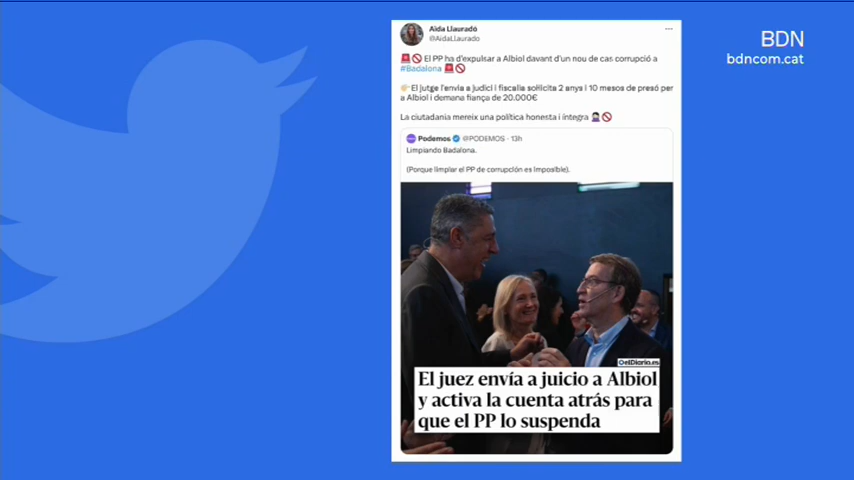 BDN
bdncom.cat
Aïda Llauradó
@AidaLlaurado
🚨🚫 El PP ha d'expulsar a Albiol davant d'un nou de cas corrupció a
#Badalona 🚨🚫
👉🏼El jutge l'envia a judici i fiscalia sol·licita 2 anys i 10 mesos de presó per
a Albiol i demana fiança de 20.000€
La ciutadania mereix una política honesta i íntegra 🙅🏻‍♀️🚫
Podemos @PODEMOS · 13h
Limpiando Badalona.
(Porque limpiar el PP de corrupción es imposible).
elDiario.es
El juez envía a juicio a Albiol
y activa la cuenta atrás para
que el PP lo suspenda